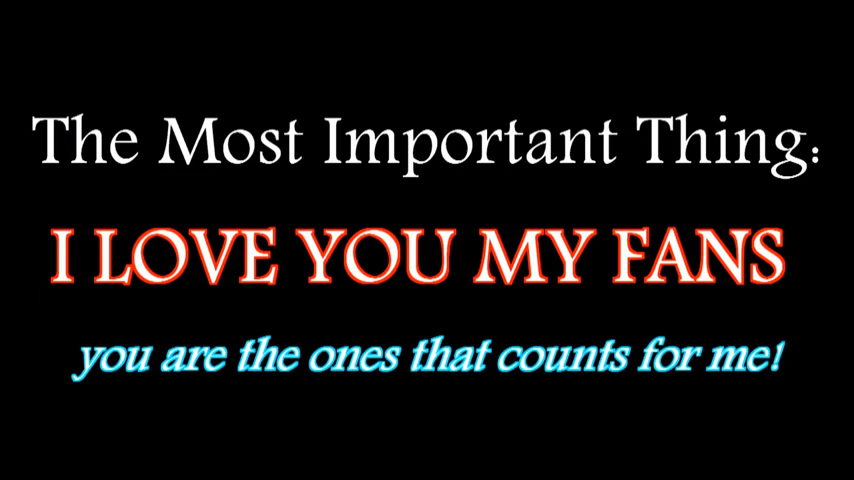 The Most Important Thing:
I LOVE YOU MY FANS
you are the ones that counts for me!